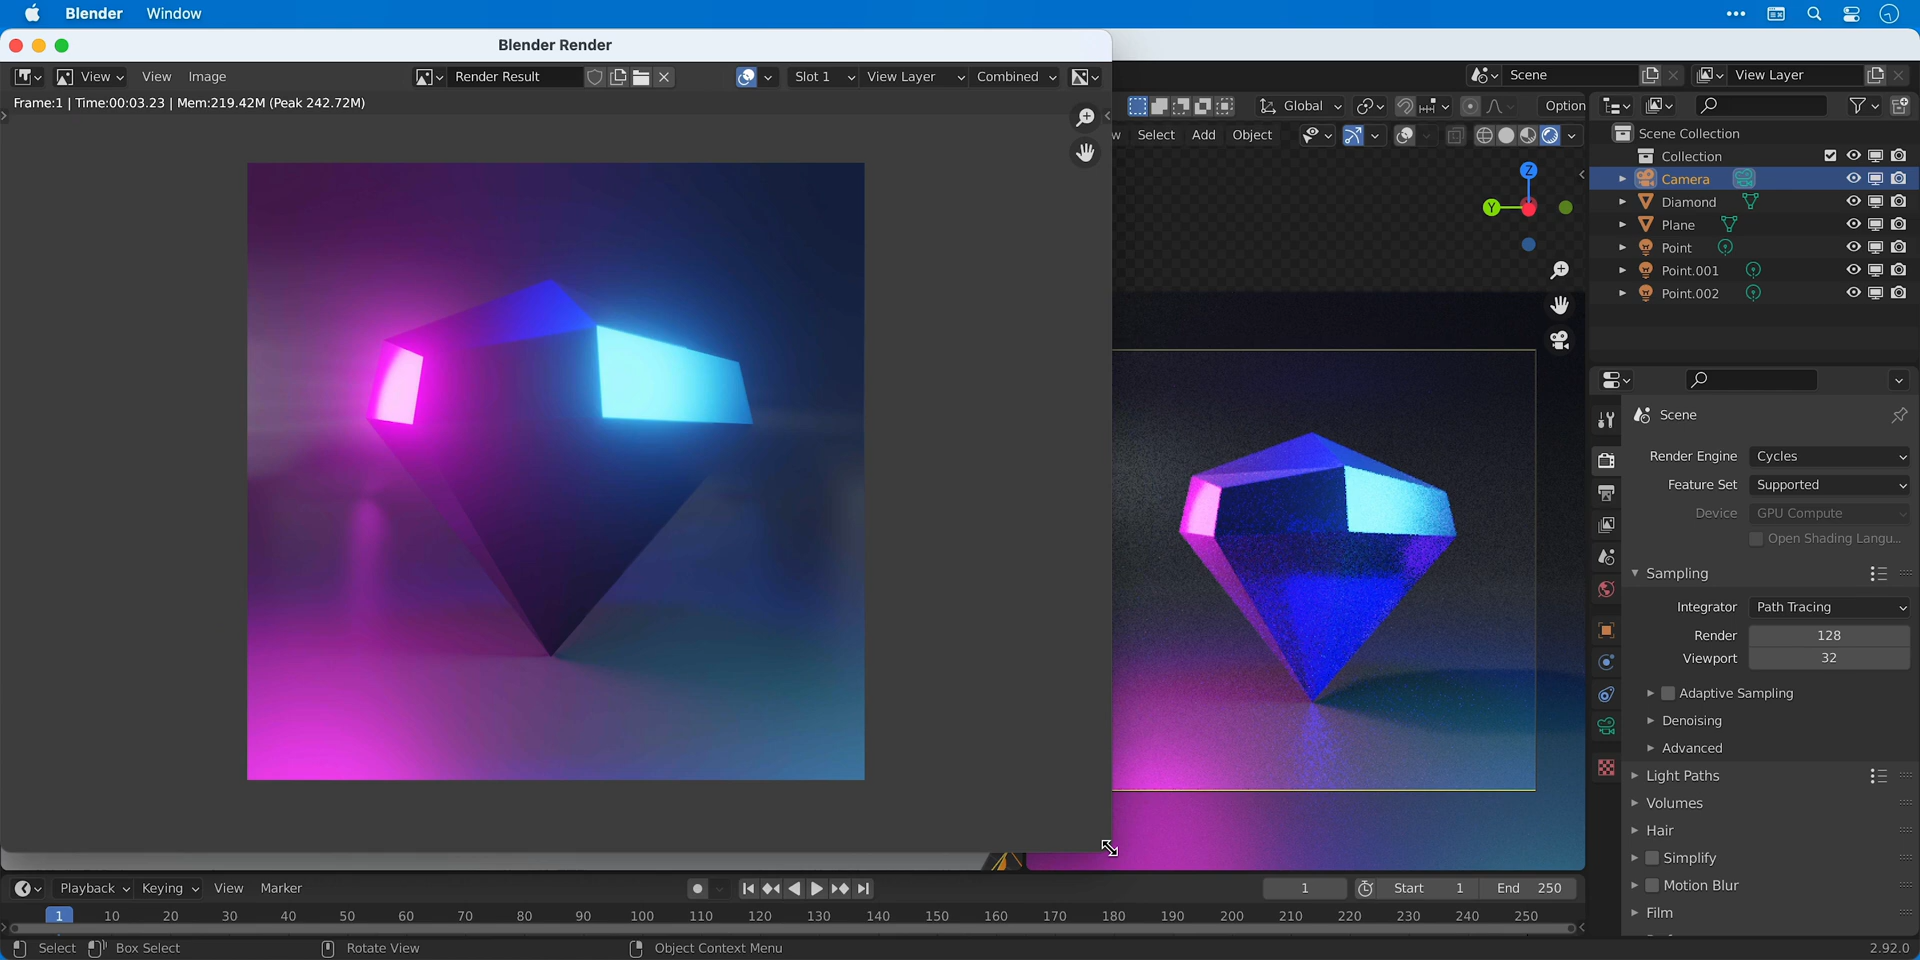 Blender Window
Blender Render
View View Image Render Result Slot 1 View Layer Combined
Frame:1 | Time:00:03.23 | Mem:219.42M (Peak 242.72M)
Scene View Layer
Global Option
Select Add Object
Z
Y
Scene Collection
Collection
Camera
Diamond
Plane
Point
Point.001
Point.002
Scene
Render Engine Cycles
Feature Set Supported
Device GPU Compute
Open Shading Langu...
Sampling
Integrator Path Tracing
Render 128
Viewport 32
Adaptive Sampling
Denoising
Advanced
Light Paths
Volumes
Hair
Simplify
Motion Blur
Film
Playback Keying View Marker 1 Start 1 End 250
1 10 20 30 40 50 60 70 80 90 100 110 120 130 140 150 160 170 180 190 200 210 220 230 240 250
Select Box Select Rotate View Object Context Menu 2.92.0